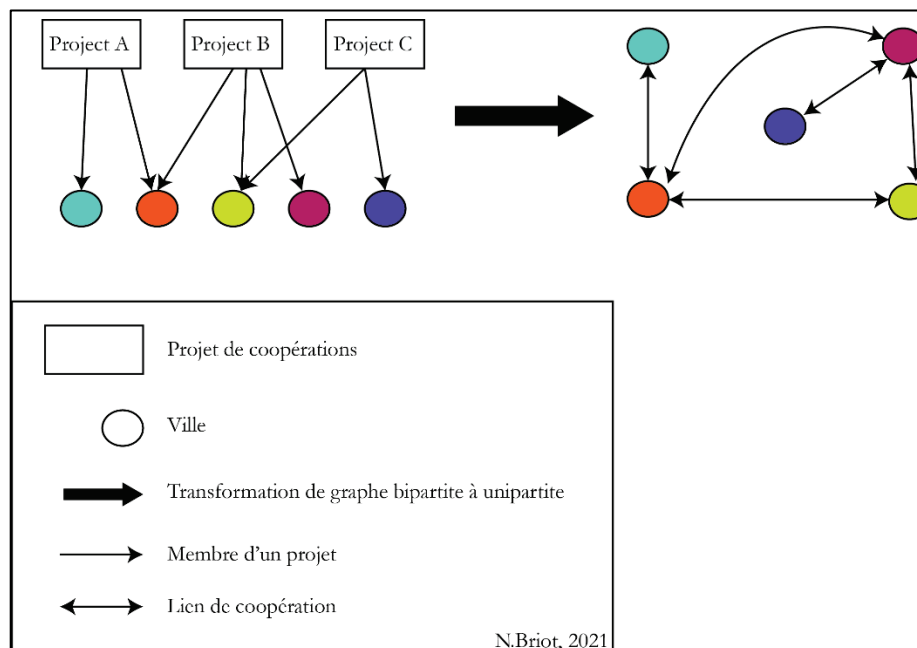 Project A
Project B
Project C
Projet de coopérations
Ville
Transformation de graphe bipartite à unipartite
Membre d'un projet
Lien de coopération
N.Briot, 2021